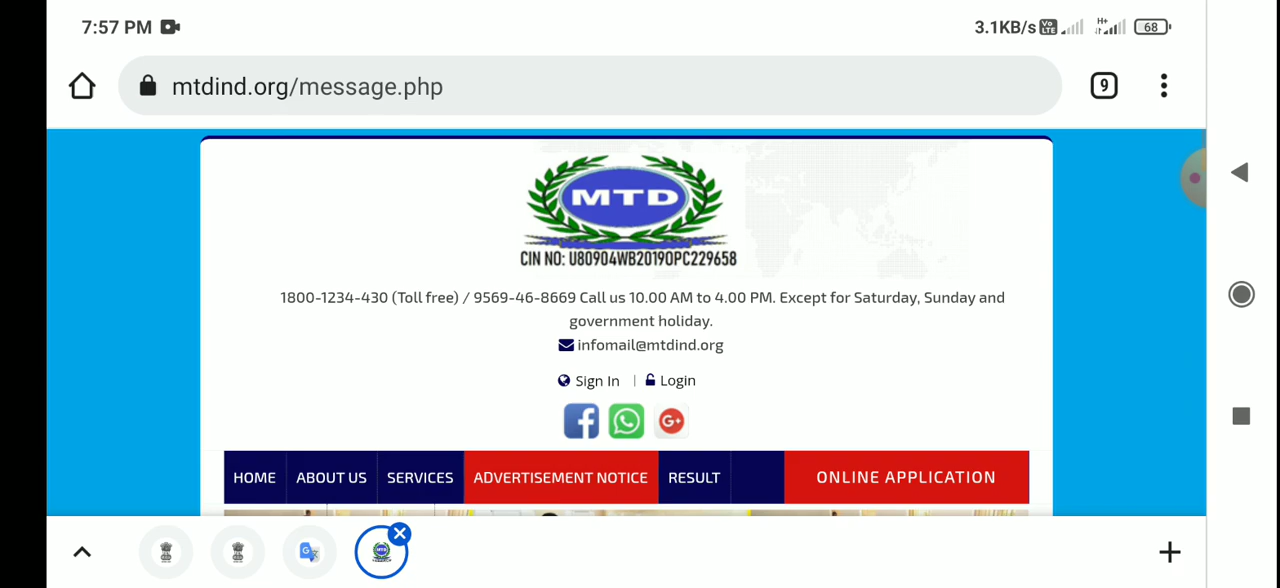 7:57 PM
3.1KB/s Vo LTE H+ 68
mtdind.org/message.php
9
MTD
CIN NO: U80904WB2019OPC229658
1800-1234-430 (Toll free) / 9569-46-8669 Call us 10.00 AM to 4.00 PM. Except for Saturday, Sunday and
government holiday.
infomail@mtdind.org
Sign In | Login
f G+
HOME ABOUT US SERVICES ADVERTISEMENT NOTICE RESULT ONLINE APPLICATION